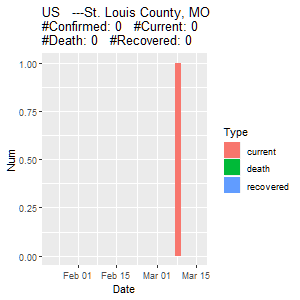 US   ---St. Louis County, MO
#Confirmed: 0   #Current: 0
#Death: 0   #Recovered: 0
1.00
0.75
0.50
0.25
0.00
Num
Feb 01   Feb 15   Mar 01   Mar 15
Date
Type
current
death
recovered